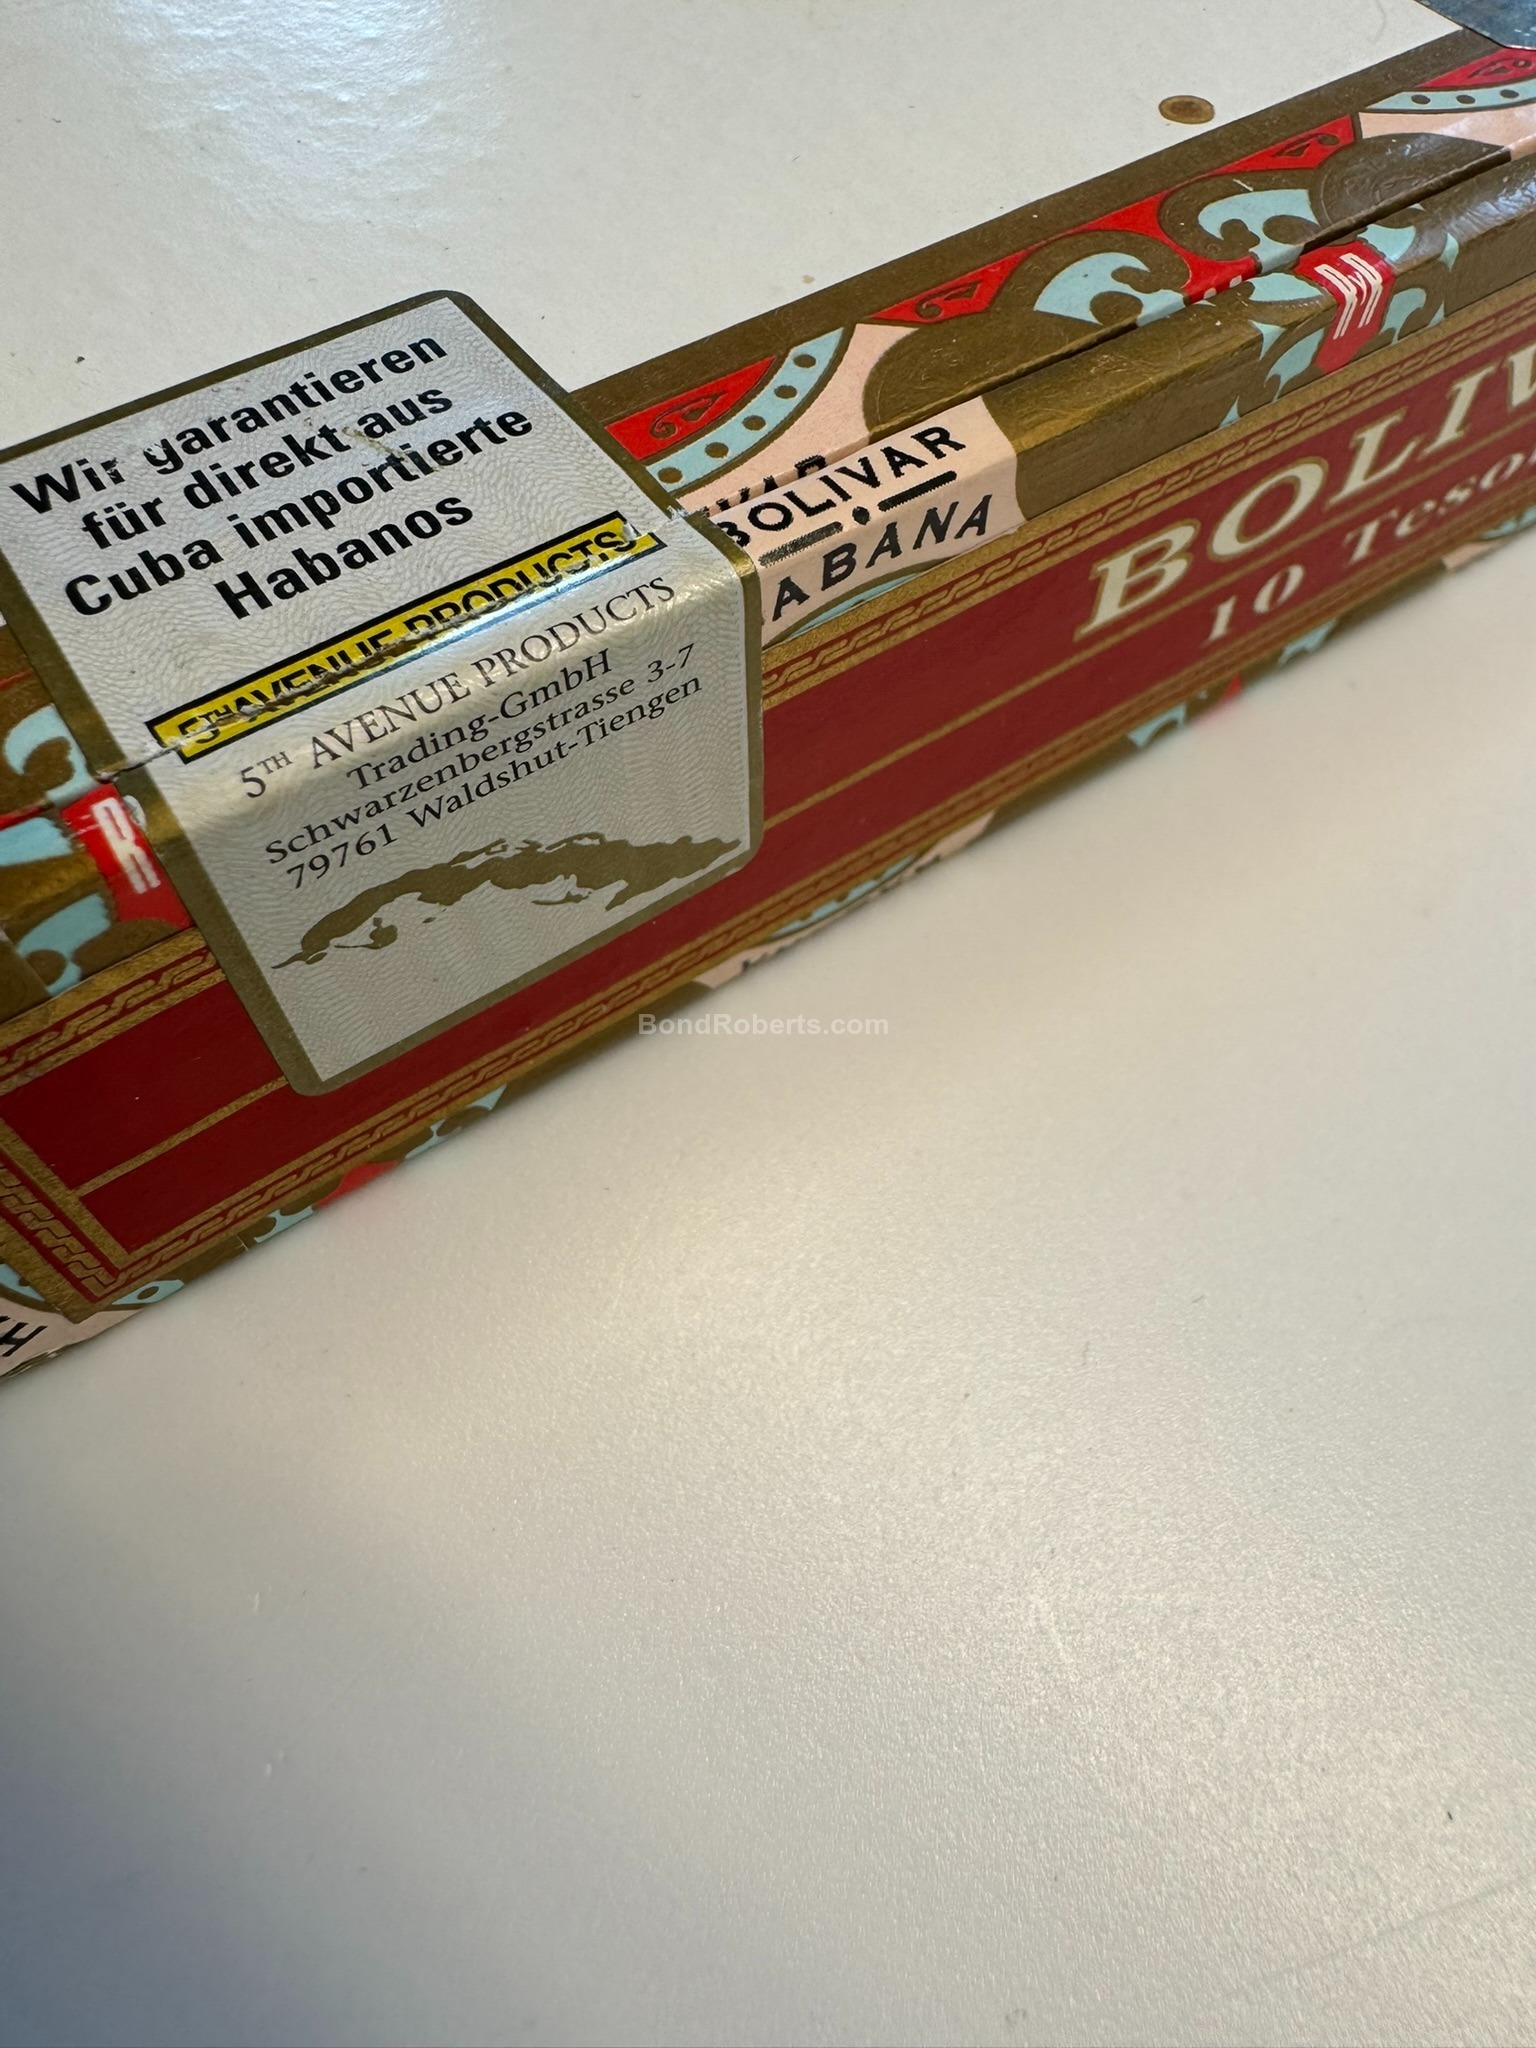 Wir garantieren
für direkt aus
Cuba importierte
Habanos
5TH AVENUE PRODUCTS
5TH AVENUE PRODUCTS
Trading-GmbH
Schwarzenbergstrasse 3-7
79761 Waldshut-Tiengen
BOLIVAR
ABANA
BOLIV
10 Teso
BondRoberts.com